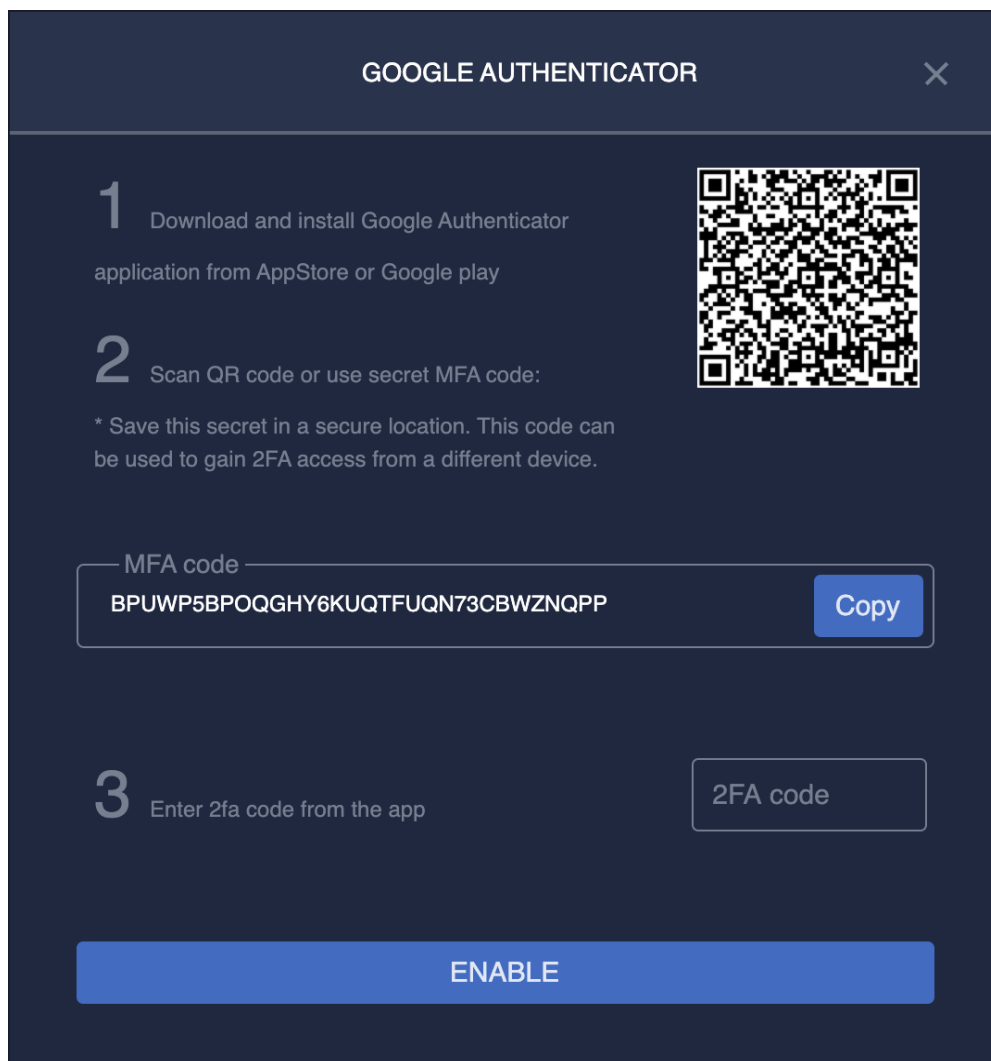 GOOGLE AUTHENTICATOR
1 Download and install Google Authenticator
application from AppStore or Google play
2 Scan QR code or use secret MFA code:
* Save this secret in a secure location. This code can
be used to gain 2FA access from a different device.
MFA code
BPUWP5BPOQGHY6KUQTFUQN73CBWZNQPP
Copy
3 Enter 2fa code from the app
2FA code
ENABLE